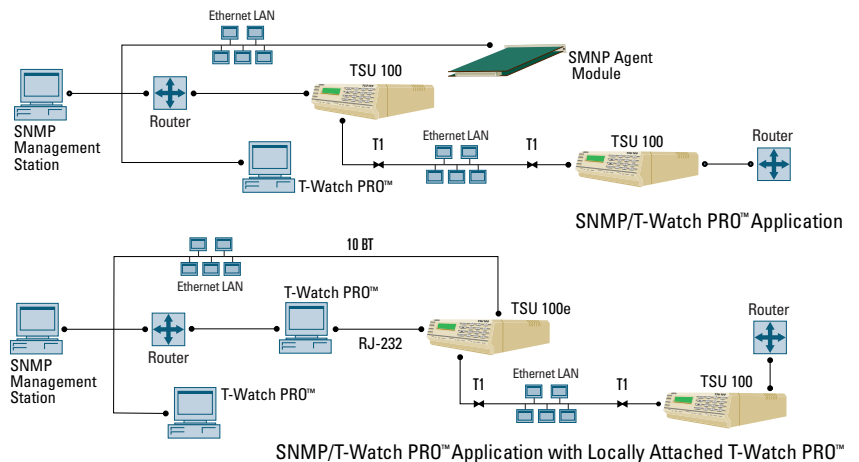 Ethernet LAN
SMNP Agent
Module
TSU 100
SNMP
Management
Station
Router
T-Watch PRO™
T1
Ethernet LAN
T1
TSU 100
Router
SNMP/T-Watch PRO™ Application
10 BT
Ethernet LAN
T-Watch PRO™
TSU 100e
Router
SNMP
Management
Station
Router
RJ-232
T-Watch PRO™
T1
Ethernet LAN
T1
TSU 100
SNMP/T-Watch PRO™ Application with Locally Attached T-Watch PRO™